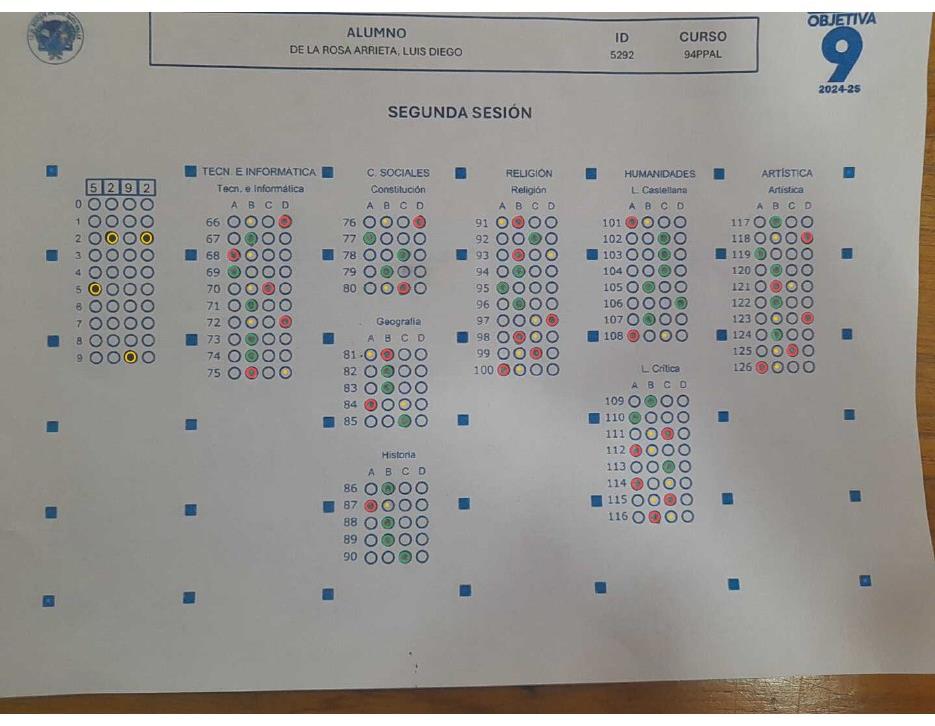 ALUMNO
DE LA ROSA ARRIETA, LUIS DIEGO
ID
5292
CURSO
94PPAL
OBJETIVA
9
2024-25
SEGUNDA SESIÓN
5 2 9 2
0
1
2
3
4
5
6
7
8
9
TECN. E INFORMÁTICA
Tecn. e Informática
A B C D
66
67
68
69
70
71
72
73
74
75
C. SOCIALES
Constitución
A B C D
76
77
78
79
80
Geografía
A B C D
81
82
83
84
85
Historia
A B C D
86
87
88
89
90
RELIGIÓN
Religión
A B C D
91
92
93
94
95
96
97
98
99
100
HUMANIDADES
L. Castellana
A B C D
101
102
103
104
105
106
107
108
L. Crítica
A B C D
109
110
111
112
113
114
115
116
ARTÍSTICA
Artística
A B C D
117
118
119
120
121
122
123
124
125
126